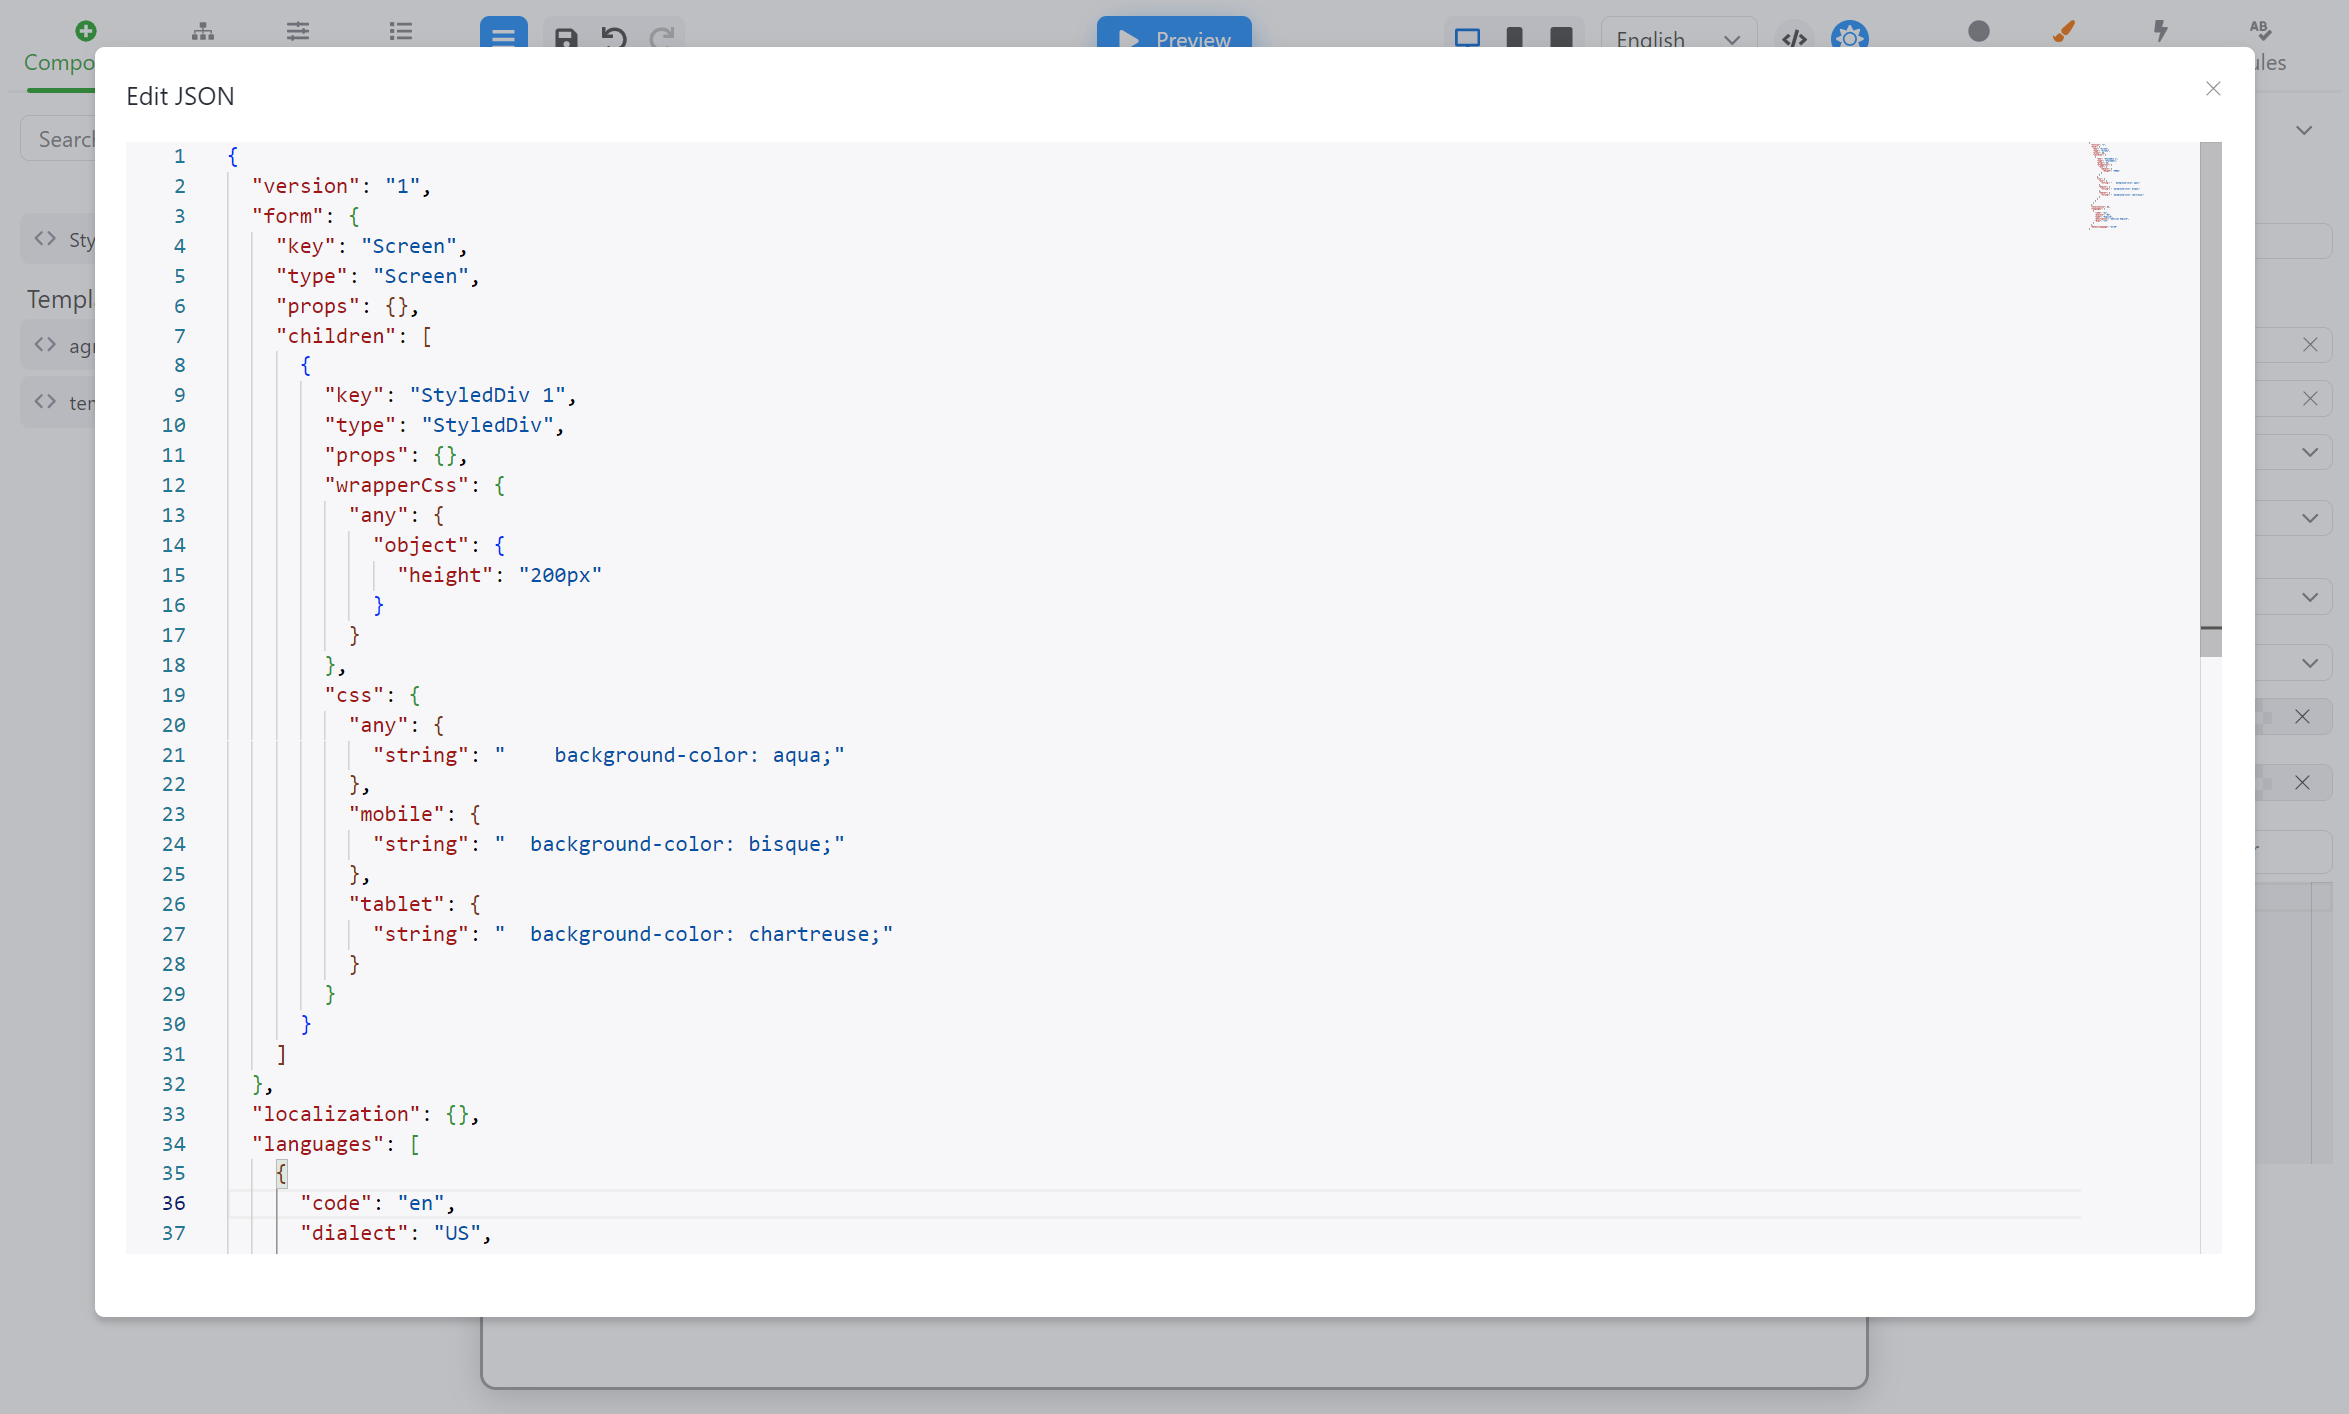 Compo
Preview
English
AB
ules
Search
Sty
Templ
agr
ter
Edit JSON
1 {
2 "version": "1",
3 "form": {
4 "key": "Screen",
5 "type": "Screen",
6 "props": {},
7 "children": [
8 {
9 "key": "StyledDiv 1",
10 "type": "StyledDiv",
11 "props": {},
12 "wrapperCss": {
13 "any": {
14 "object": {
15 "height": "200px"
16 }
17 }
18 },
19 "css": {
20 "any": {
21 "string": "    background-color: aqua;"
22 },
23 "mobile": {
24 "string": "  background-color: bisque;"
25 },
26 "tablet": {
27 "string": "  background-color: chartreuse;"
28 }
29 }
30 }
31 ]
32 },
33 "localization": {},
34 "languages": [
35 {
36 "code": "en",
37 "dialect": "US",